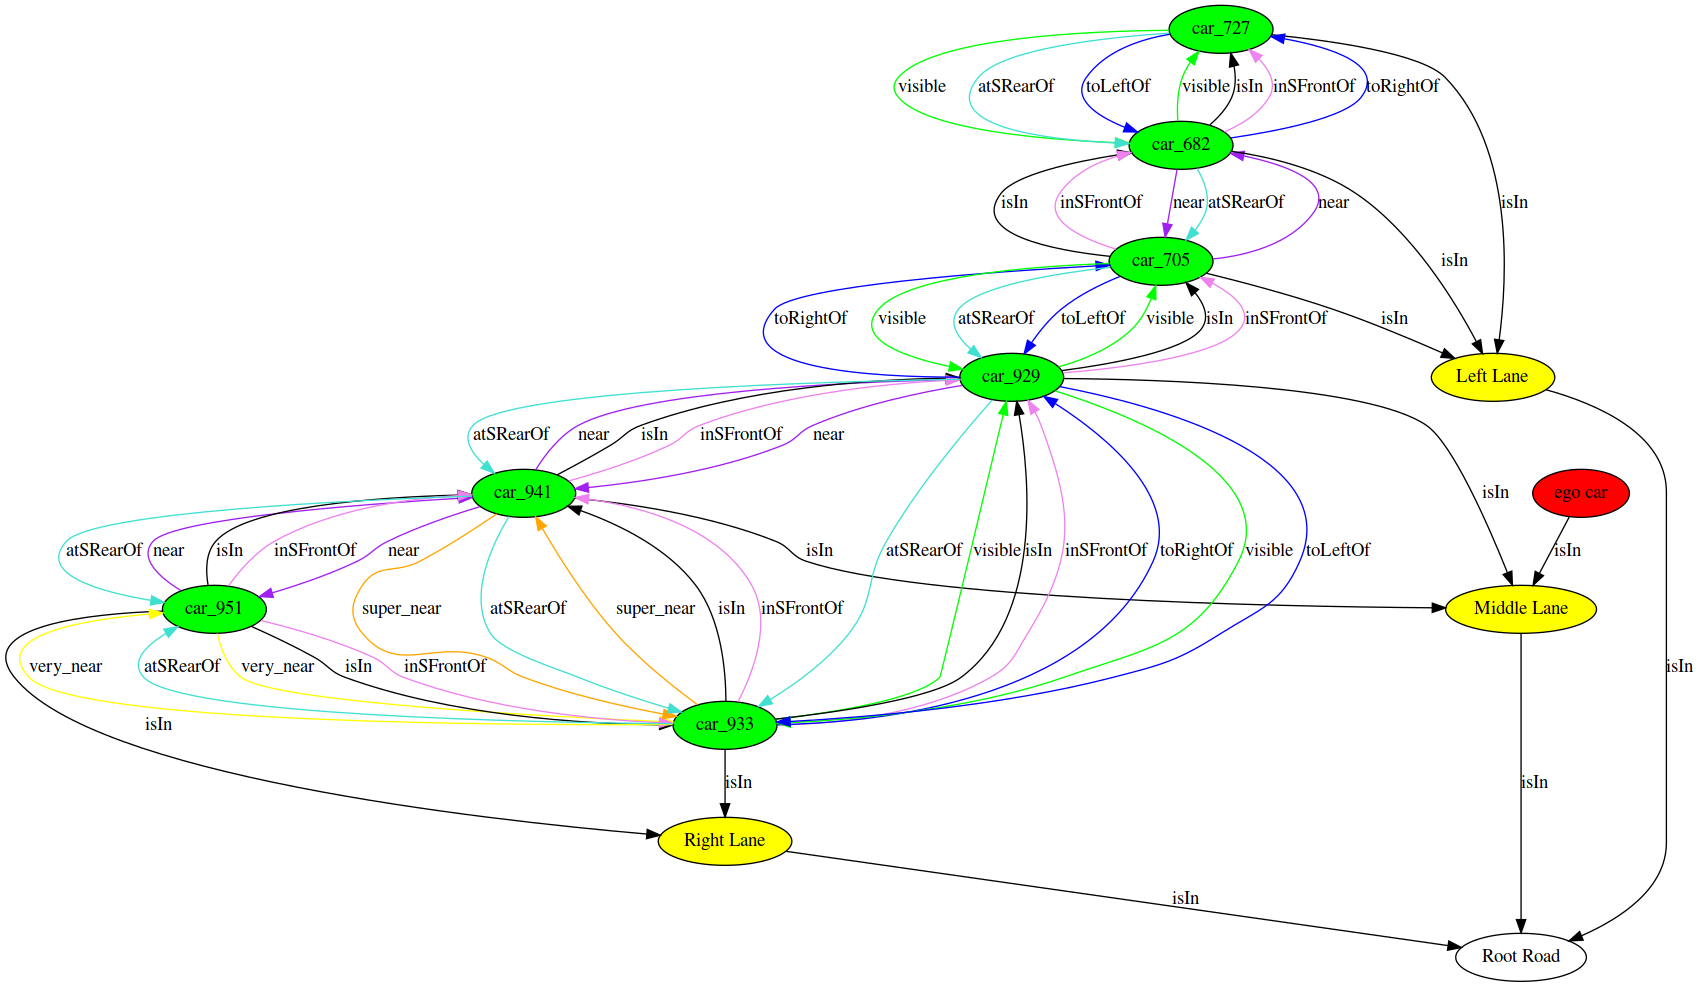 car_727
visible
atSRearOf
toLeftOf
visible
isIn
inSFrontOf
toRightOf
car_682
isIn
inSFrontOf
near
atSRearOf
near
isIn
isIn
car_705
toRightOf
visible
atSRearOf
toLeftOf
visible
isIn
inSFrontOf
isIn
car_929
Left Lane
atSRearOf
near
isIn
inSFrontOf
near
car_941
isIn
ego car
atSRearOf
near
isIn
inSFrontOf
near
isIn
atSRearOf
visible
isIn
inSFrontOf
toRightOf
visible
toLeftOf
isIn
car_951
super_near
atSRearOf
super_near
isIn
inSFrontOf
Middle Lane
very_near
atSRearOf
very_near
isIn
inSFrontOf
isIn
isIn
car_933
isIn
isIn
Right Lane
isIn
Root Road